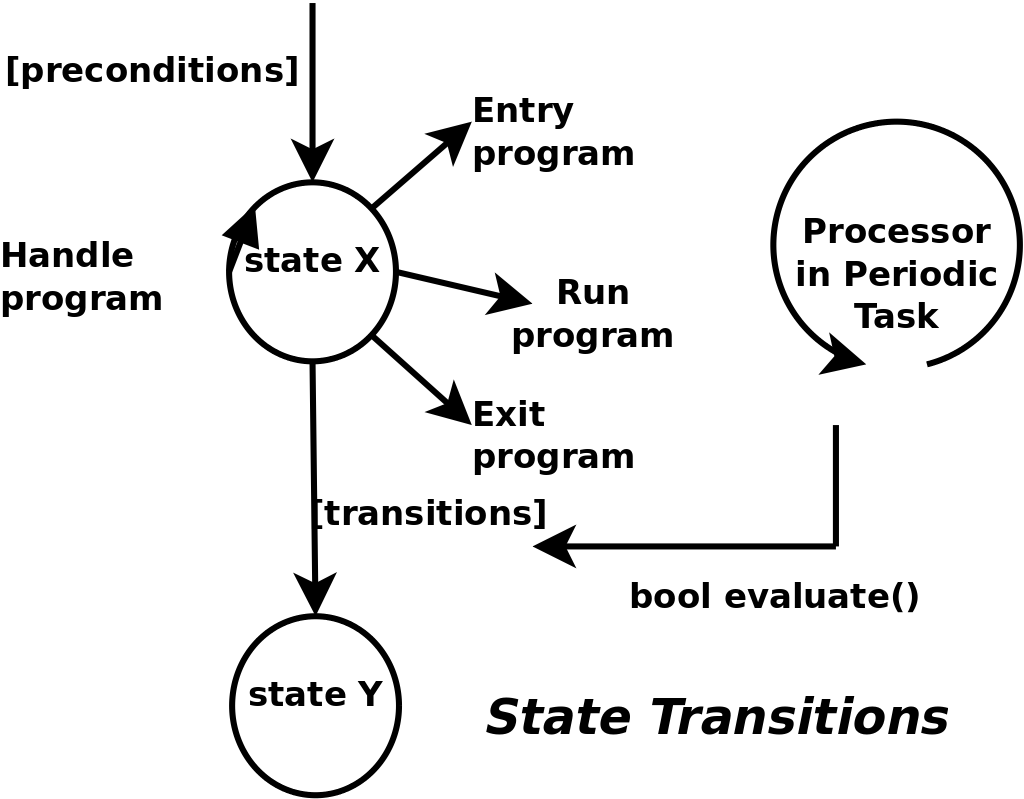 [preconditions]
Entry
program
Handle
program
state X
Run
program
Exit
program
Processor
in Periodic
Task
[transitions]
bool evaluate()
state Y
State Transitions